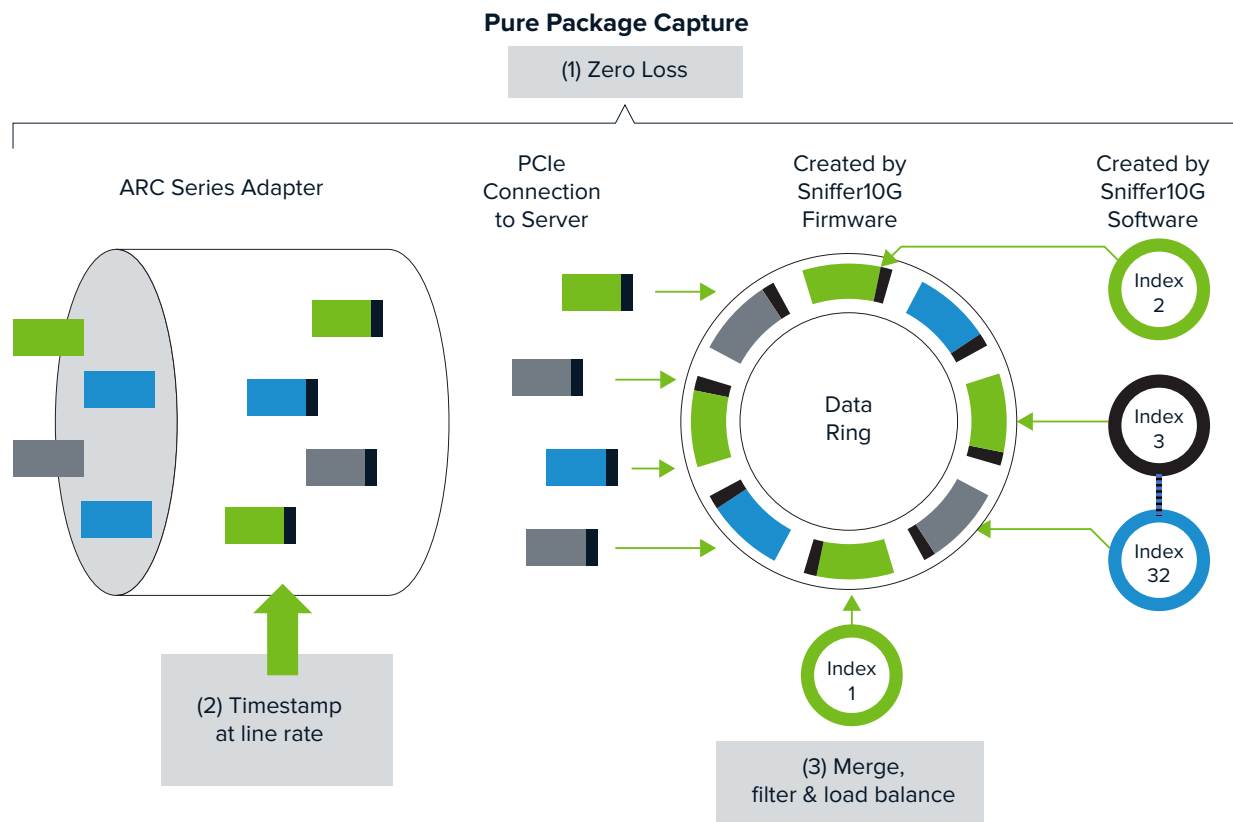 Pure Package Capture
(1) Zero Loss
ARC Series Adapter
PCIe
Connection
to Server
Created by
Sniffer10G
Firmware
Created by
Sniffer10G
Software
Index
2
Data
Ring
Index
3
Index
32
Index
1
(2) Timestamp
at line rate
(3) Merge,
filter & load balance